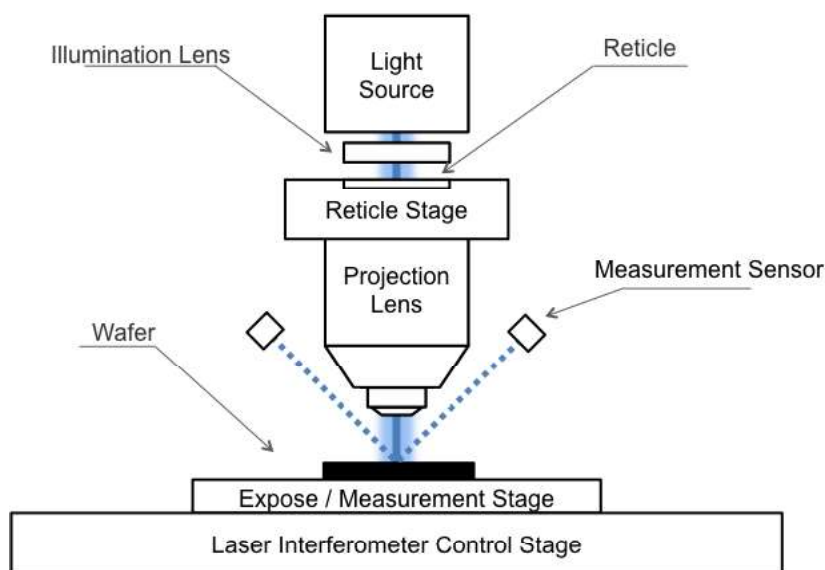 Illumination Lens
Light
Source
Reticle
Reticle Stage
Projection
Lens
Measurement Sensor
Wafer
Expose / Measurement Stage
Laser Interferometer Control Stage